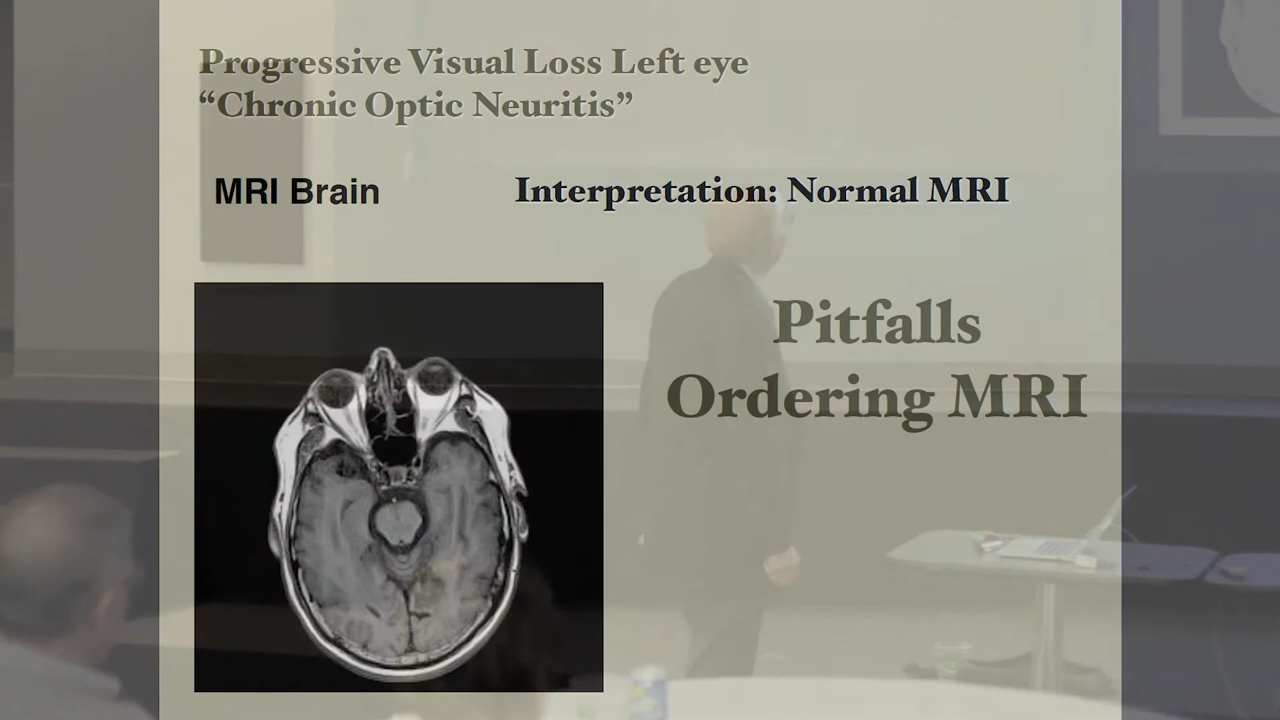 Progressive Visual Loss Left eye
“Chronic Optic Neuritis”
MRI Brain
Interpretation: Normal MRI
Pitfalls
Ordering MRI